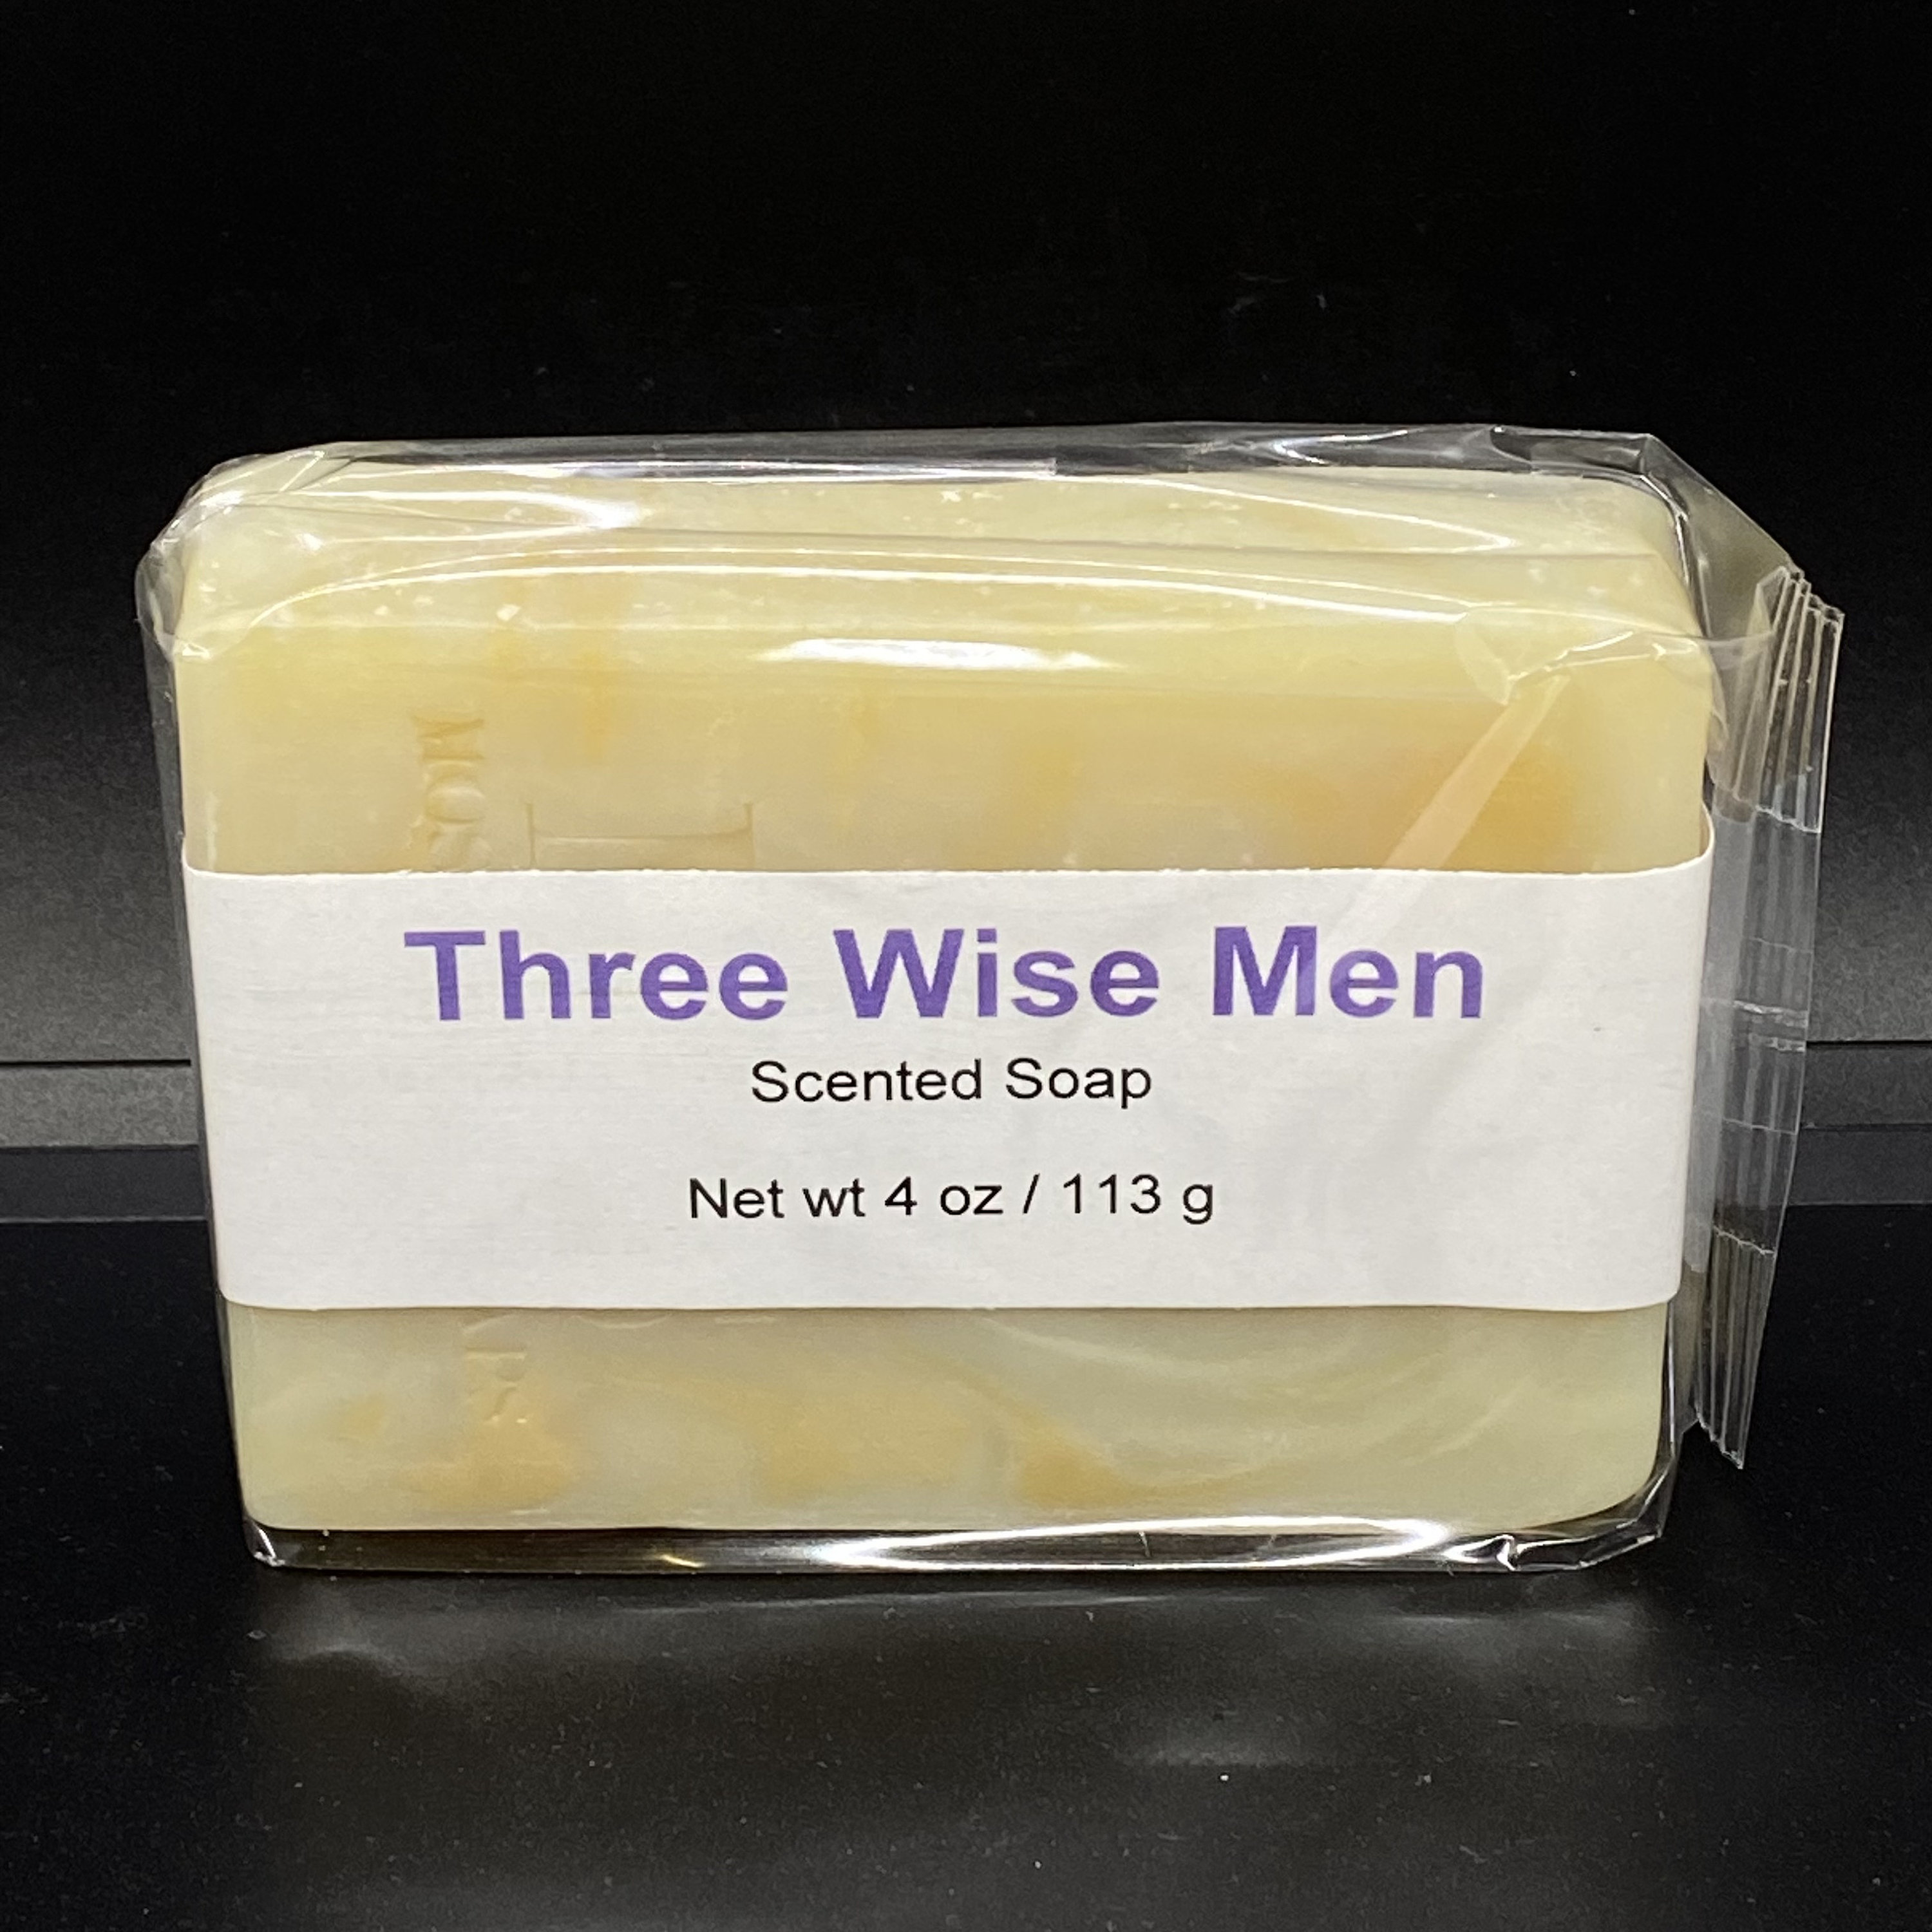 Three Wise Men
Scented Soap
Net wt 4 oz / 113 g